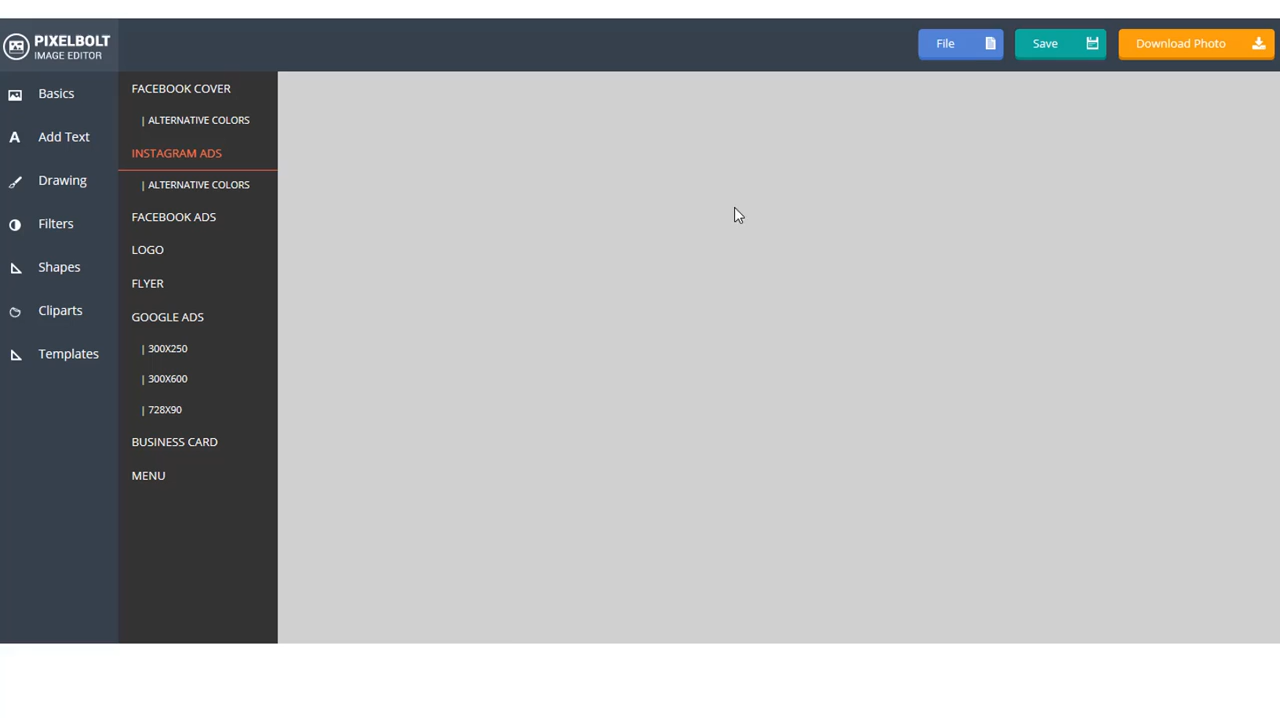 PIXELBOLT
IMAGE EDITOR
File
Save
Download Photo
Basics
Add Text
Drawing
Filters
Shapes
Cliparts
Templates
FACEBOOK COVER
| ALTERNATIVE COLORS
INSTAGRAM ADS
| ALTERNATIVE COLORS
FACEBOOK ADS
LOGO
FLYER
GOOGLE ADS
| 300X250
| 300X600
| 728X90
BUSINESS CARD
MENU